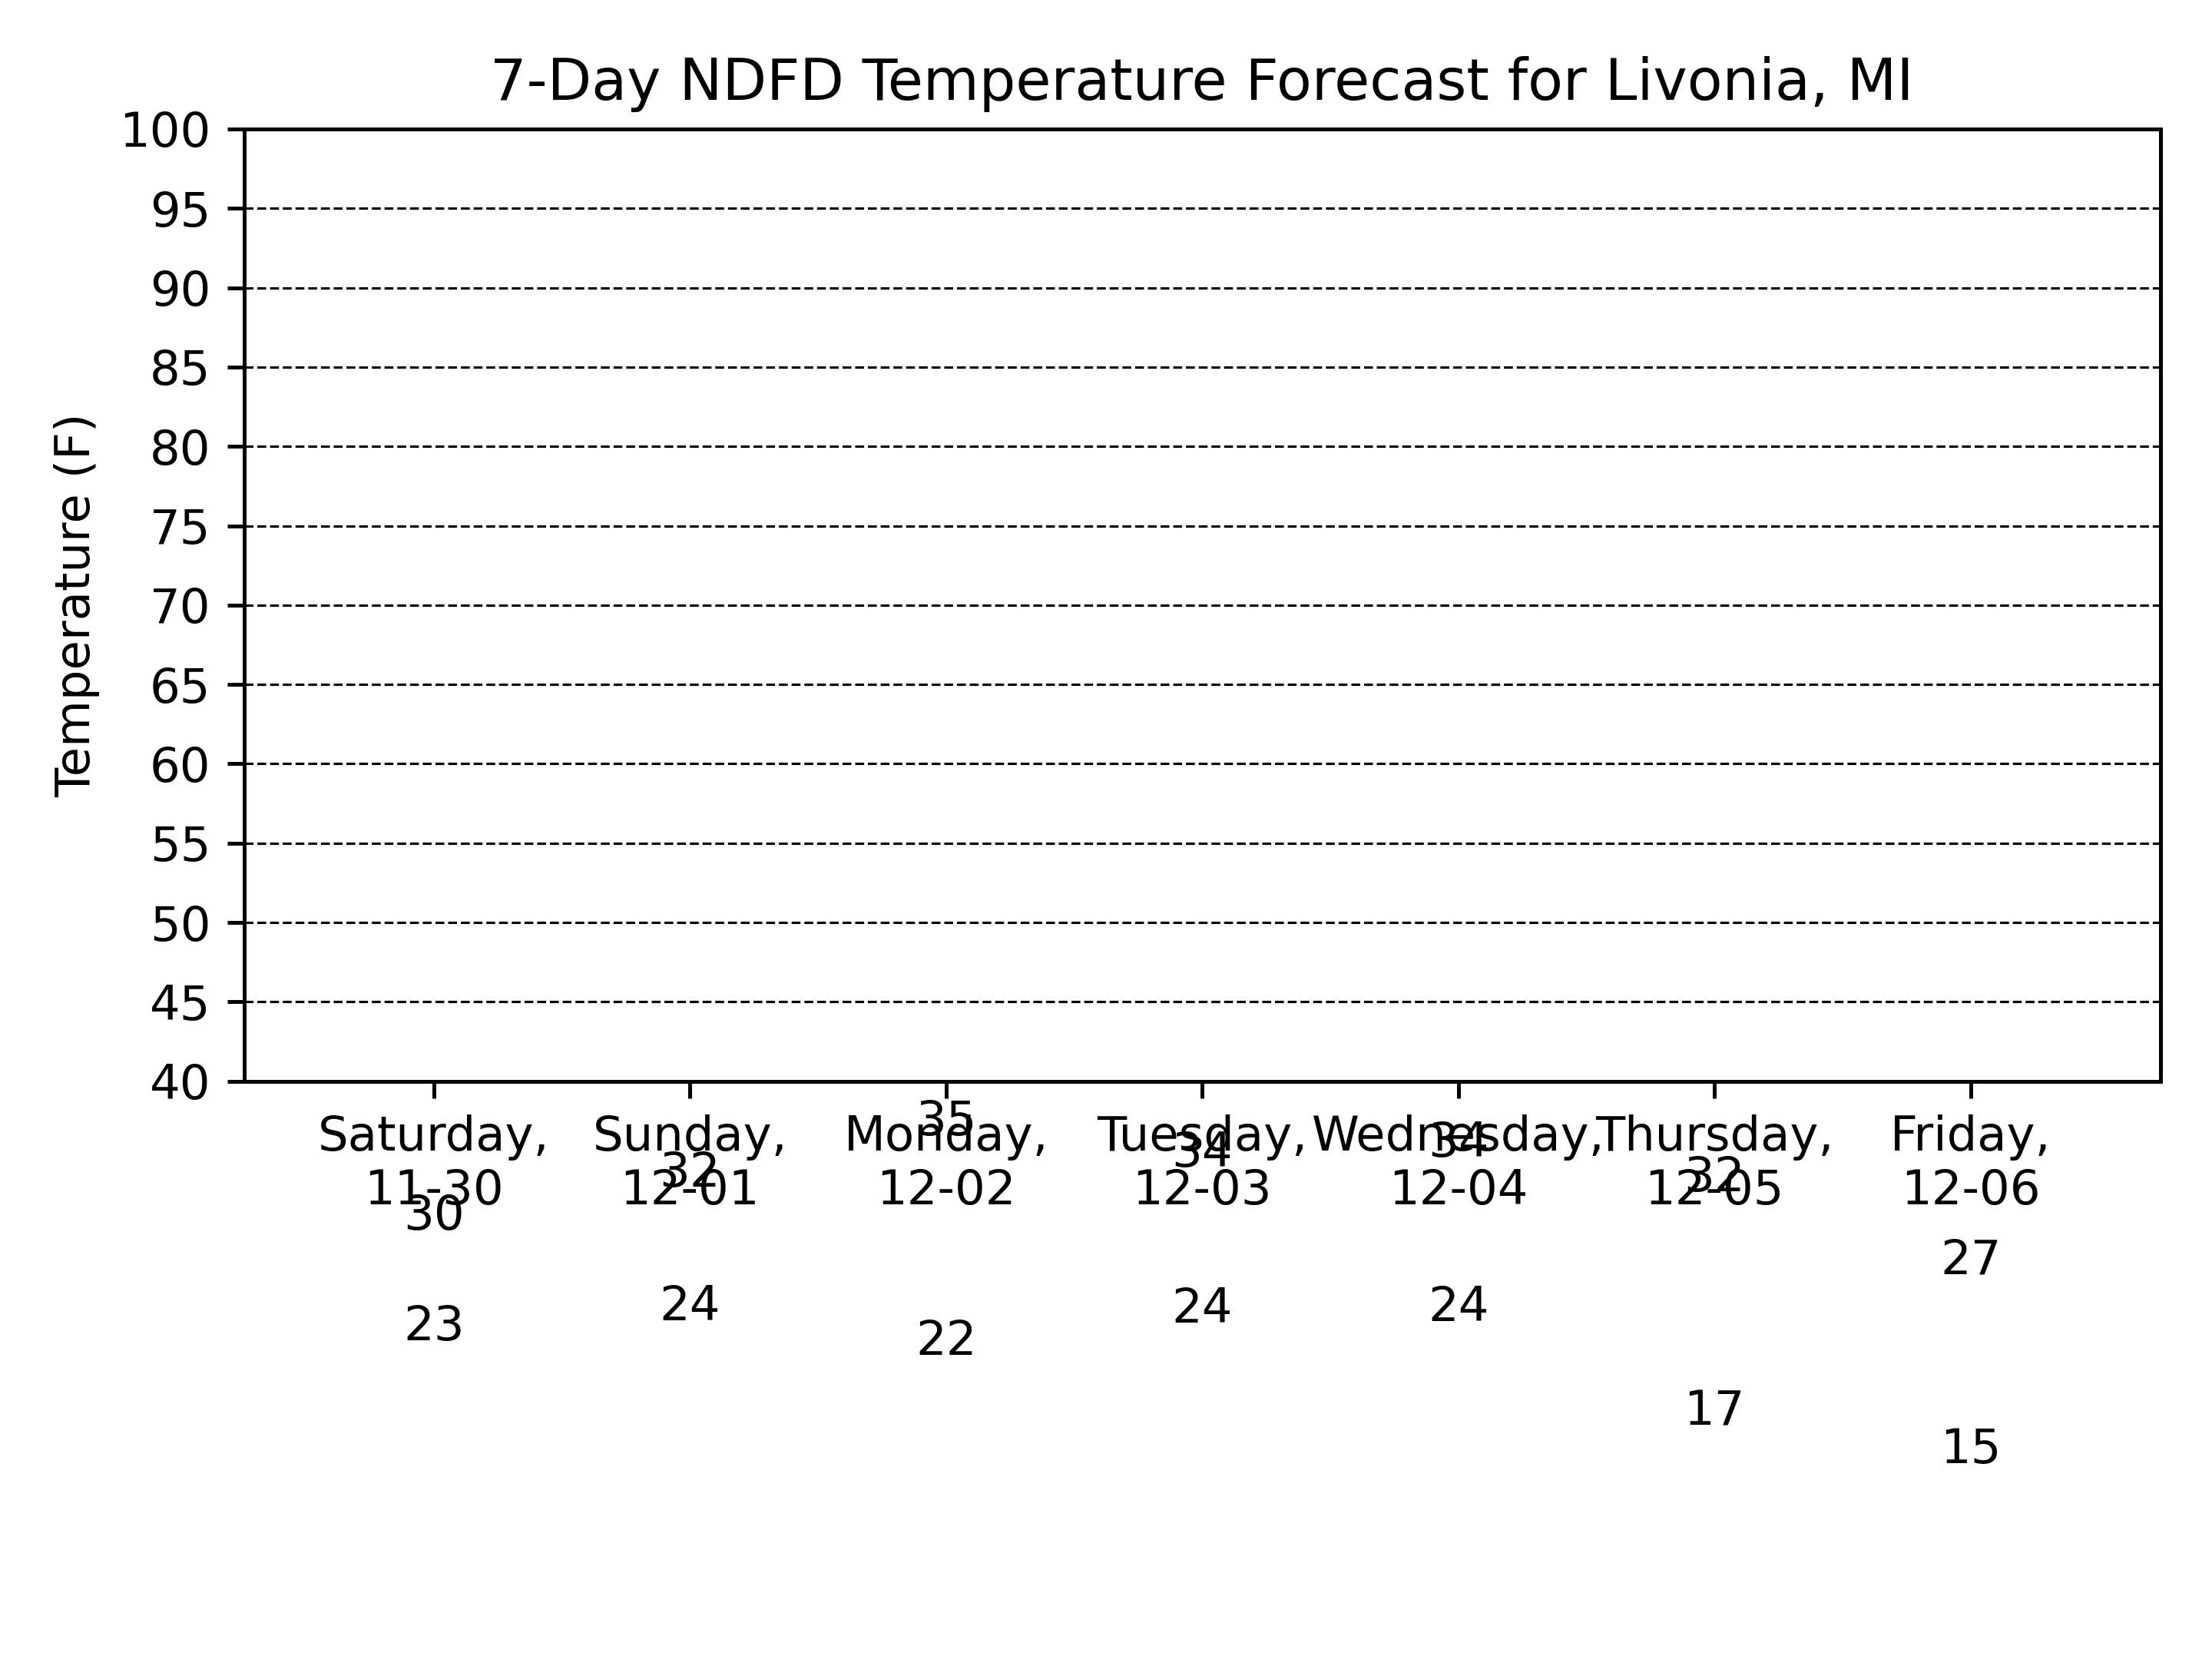 7-Day NDFD Temperature Forecast for Livonia, MI
Temperature (F)
100
95
90
85
80
75
70
65
60
55
50
45
40
Saturday, Sunday, Monday, Tuesday, Wednesday, Thursday, Friday,
11-30 12-01 12-02 12-03 12-04 12-05 12-06
30 32 35 34 34 32 27
23 24 22 24 24 17 15